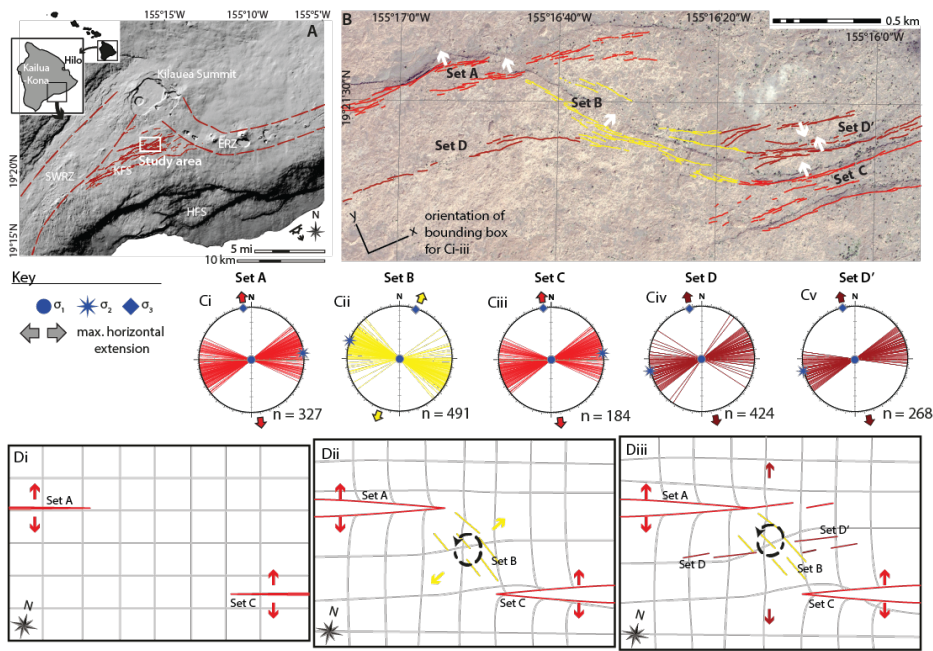 155°15'W
155°10'W
155°5'W
A
Hilo
Kailua
-Kona
Kilauea Summit
ERZ
Study area
SWRZ
KFS
HFS
N
19°20'N
19°15'N
5 mi
10 km
B
155°17'0"W
155°16'40"W
155°16'20"W
0.5 km
155°16'0"W
19°21'30"N
Set A
Set B
Set D
Set D'
Set C
y
x
orientation of
bounding box
for Ci-iii
Key
σ1
σ2
σ3
max. horizontal
extension
Set A
Ci
N
n = 327
Set B
Cii
N
n = 491
Set C
Ciii
N
n = 184
Set D
Civ
N
n = 424
Set D'
Cv
N
n = 268
Di
Set A
Set C
N
Dii
Set A
Set B
Set C
N
Diii
Set A
Set D'
Set D
Set B
Set C
N